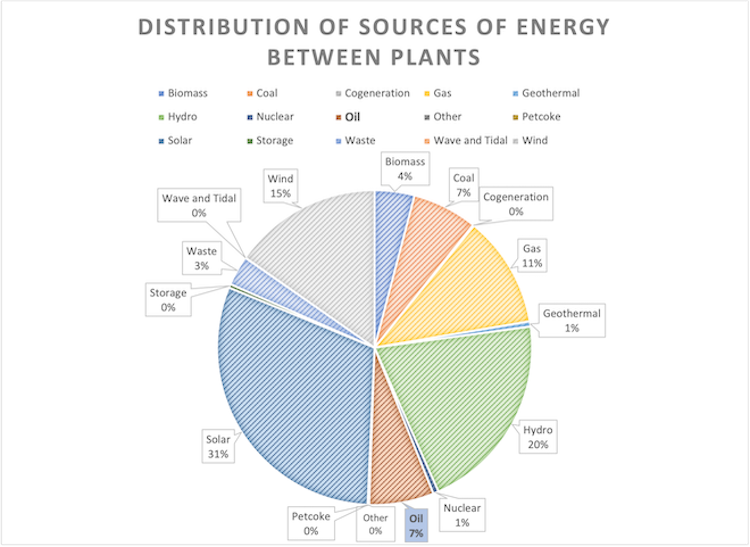 DISTRIBUTION OF SOURCES OF ENERGY
BETWEEN PLANTS
Biomass Coal Cogeneration Gas Geothermal
Hydro Nuclear Oil Other Petcoke
Solar Storage Waste Wave and Tidal Wind
Biomass
4%
Coal
7%
Cogeneration
0%
Gas
11%
Geothermal
1%
Hydro
20%
Nuclear
1%
Oil
7%
Other
0%
Petcoke
0%
Solar
31%
Storage
0%
Waste
3%
Wave and Tidal
0%
Wind
15%